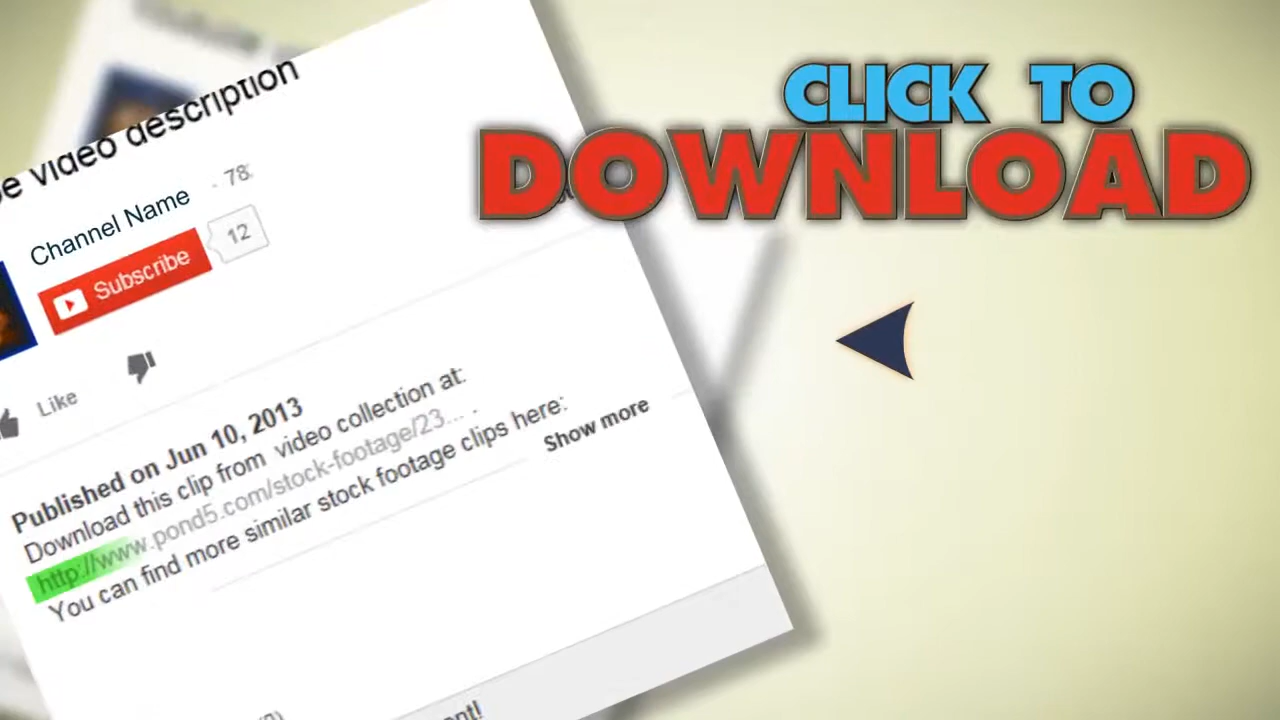 CLICK TO
DOWNLOAD
video description
Channel Name
Subscribe
12
Like
Published on Jun 10, 2013
Download this clip from video collection at:
http://www.pond5.com/stock-footage/23...
You can find more similar stock footage clips here:
Show more